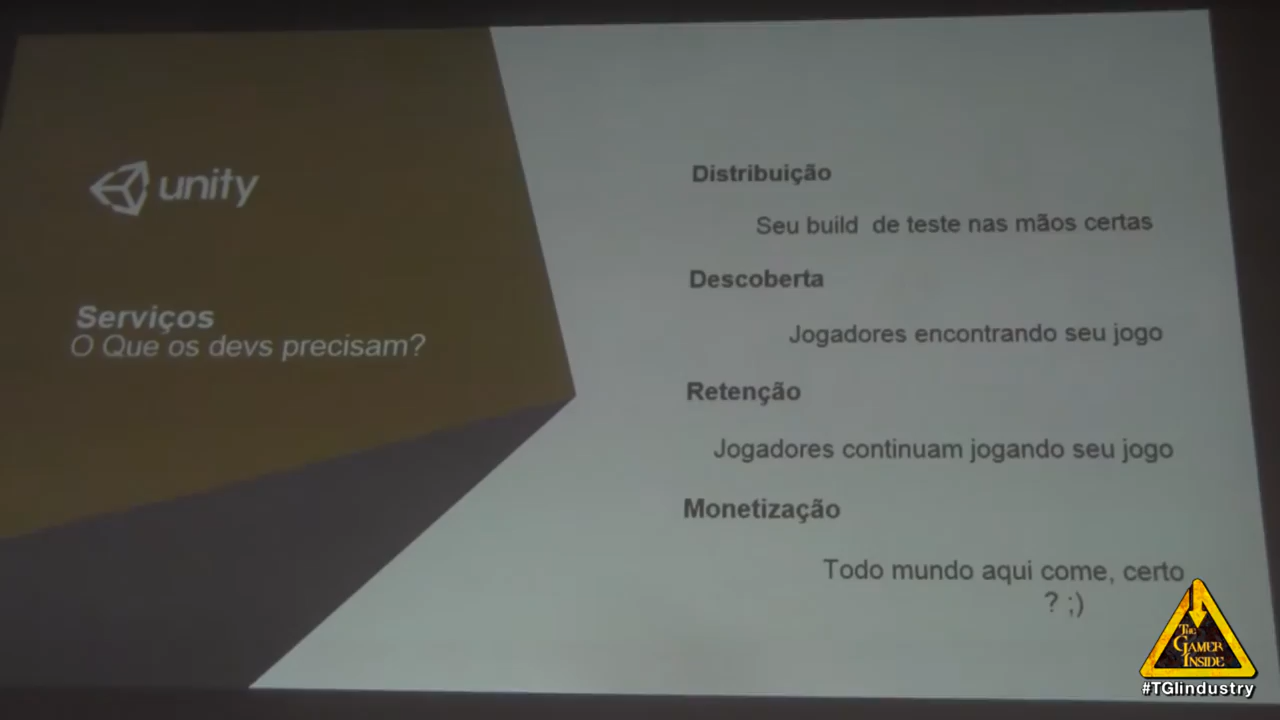 unity
Serviços
O Que os devs precisam?
Distribuição
Seu build de teste nas mãos certas
Descoberta
Jogadores encontrando seu jogo
Retenção
Jogadores continuam jogando seu jogo
Monetização
Todo mundo aqui come, certo
? ;)
THE
GAMER
INSIDE
#TGIindustry